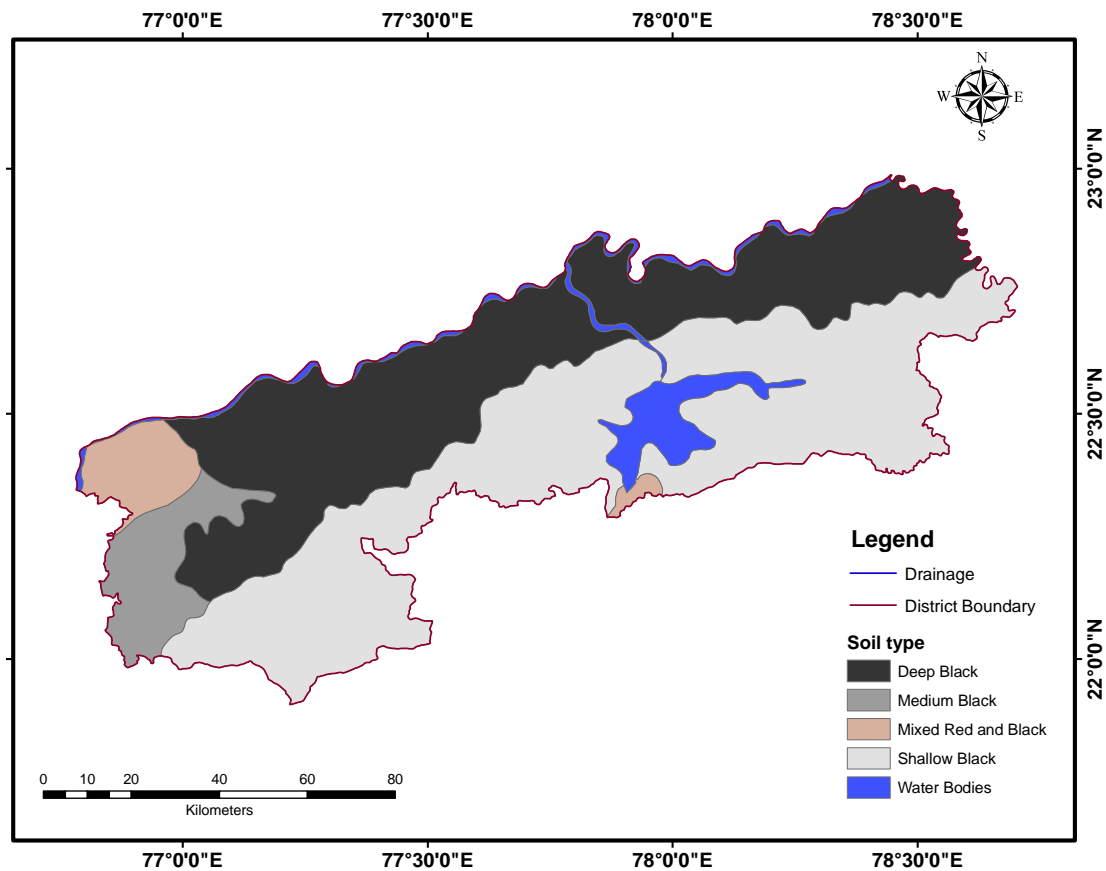 77°0'0"E 77°30'0"E 78°0'0"E 78°30'0"E
N
W E
S
23°0'0"N
22°30'0"N
22°0'0"N
Legend
Drainage
District Boundary
Soil type
Deep Black
Medium Black
Mixed Red and Black
Shallow Black
Water Bodies
0 10 20 40 60 80
Kilometers
77°0'0"E 77°30'0"E 78°0'0"E 78°30'0"E